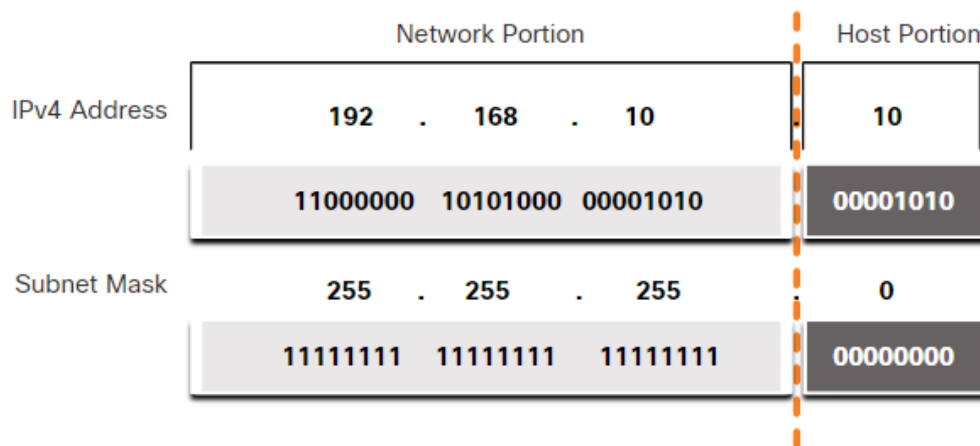 Network Portion Host Portion
IPv4 Address 192 . 168 . 10 . 10
11000000 10101000 00001010 00001010
Subnet Mask 255 . 255 . 255 . 0
11111111 11111111 11111111 00000000